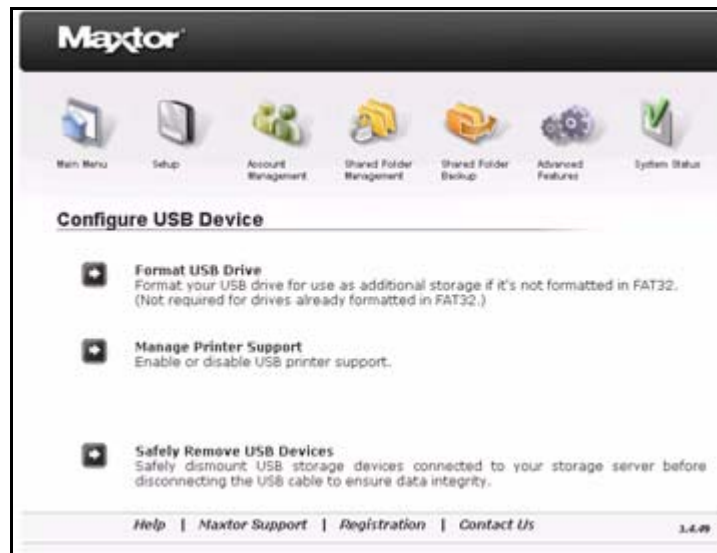 Maxtor
Main Menu
Setup
Account
Management
Shared Folder
Management
Shared Folder
Backup
Advanced
Features
System Status
Configure USB Device
Format USB Drive
Format your USB drive for use as additional storage if it's not formatted in FAT32.
(Not required for drives already formatted in FAT32.)
Manage Printer Support
Enable or disable USB printer support.
Safely Remove USB Devices
Safely dismount USB storage devices connected to your storage server before
disconnecting the USB cable to ensure data integrity.
Help | Maxtor Support | Registration | Contact Us